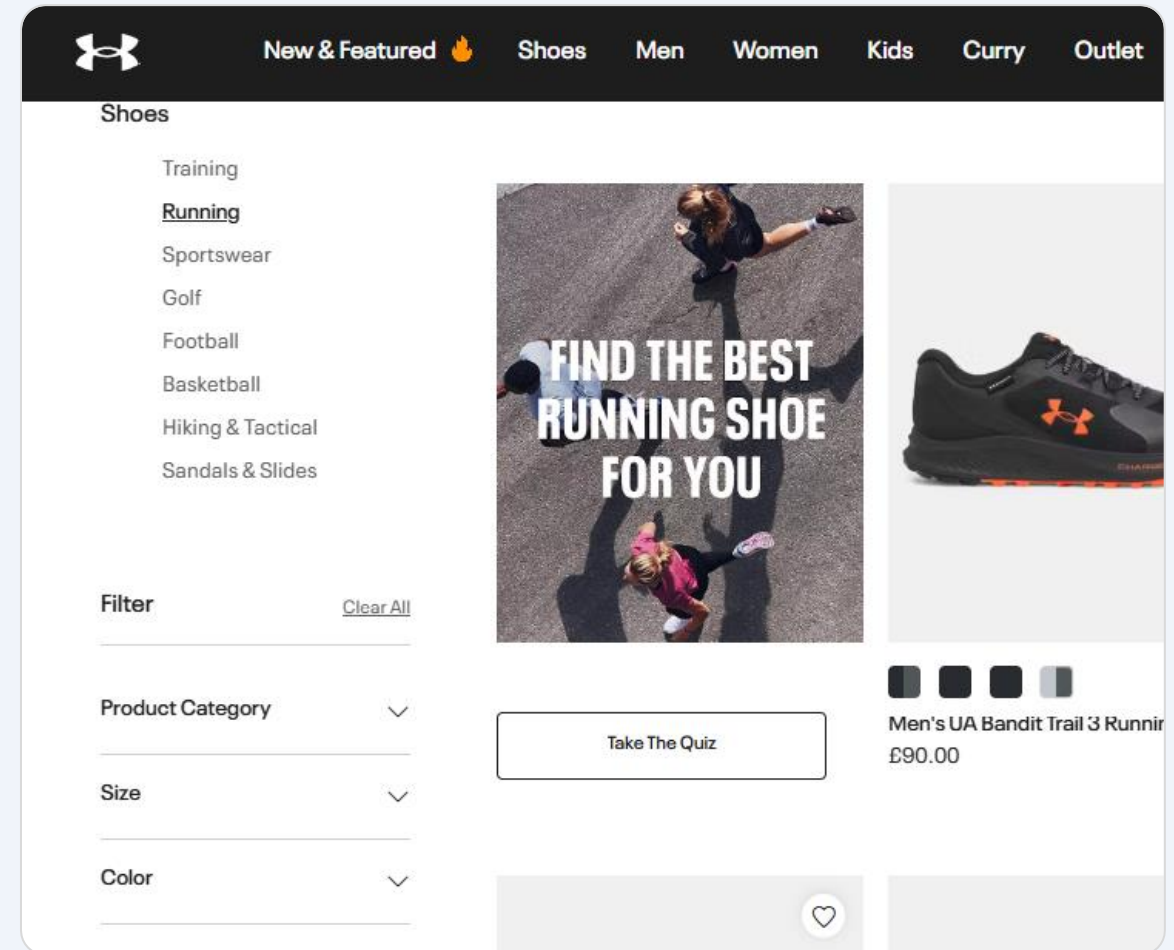 New & Featured 🔥 Shoes Men Women Kids Curry Outlet
Shoes
Training
Running
Sportswear
Golf
Football
Basketball
Hiking & Tactical
Sandals & Slides
Filter Clear All
Product Category
Size
Color
FIND THE BEST
RUNNING SHOE
FOR YOU
Take The Quiz
Men's UA Bandit Trail 3
£90.00